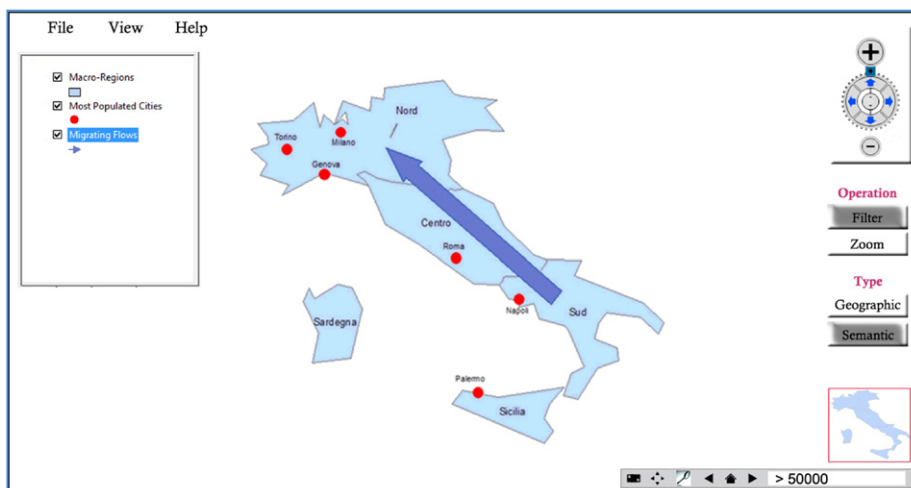 File View Help
Macro-Regions
Most Populated Cities
Migrating Flows
Nord
Torino
Milano
Genova
Centro
Roma
Napoli
Sud
Sardegna
Palermo
Sicilia
Operation
Filter
Zoom
Type
Geographic
Semantic
> 50000